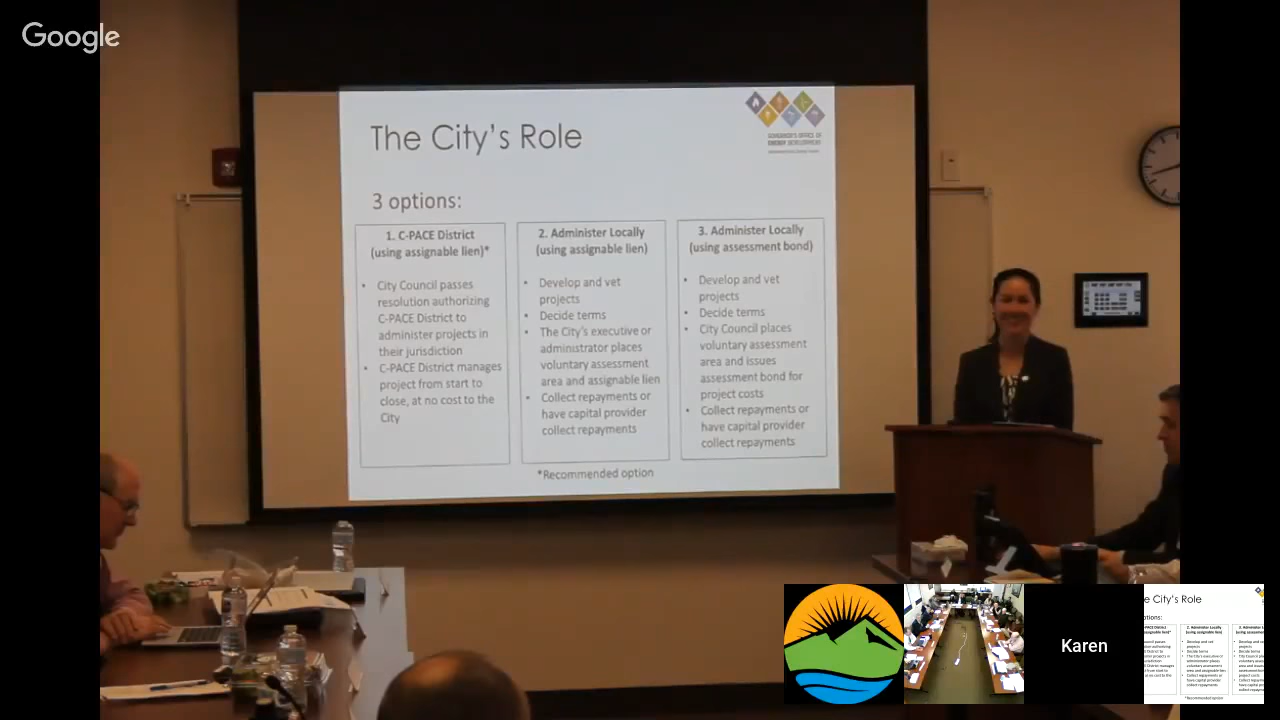 Google
The City's Role
GOVERNOR'S OFFICE OF
ENERGY DEVELOPMENT
3 options:
1. C-PACE District
(using assignable lien)*
• City Council passes
resolution authorizing
C-PACE District to
administer projects in
their jurisdiction
• C-PACE District manages
project from start to
close, at no cost to the
City
2. Administer Locally
(using assignable lien)
• Develop and vet
projects
• Decide terms
• The City's executive or
administrator places
voluntary assessment
area and assignable lien
• Collect repayments or
have capital provider
collect repayments
3. Administer Locally
(using assessment bond)
• Develop and vet
projects
• Decide terms
• City Council places
voluntary assessment
area and issues
assessment bond for
project costs
• Collect repayments or
have capital provider
collect repayments
*Recommended option
Karen
e City's Role